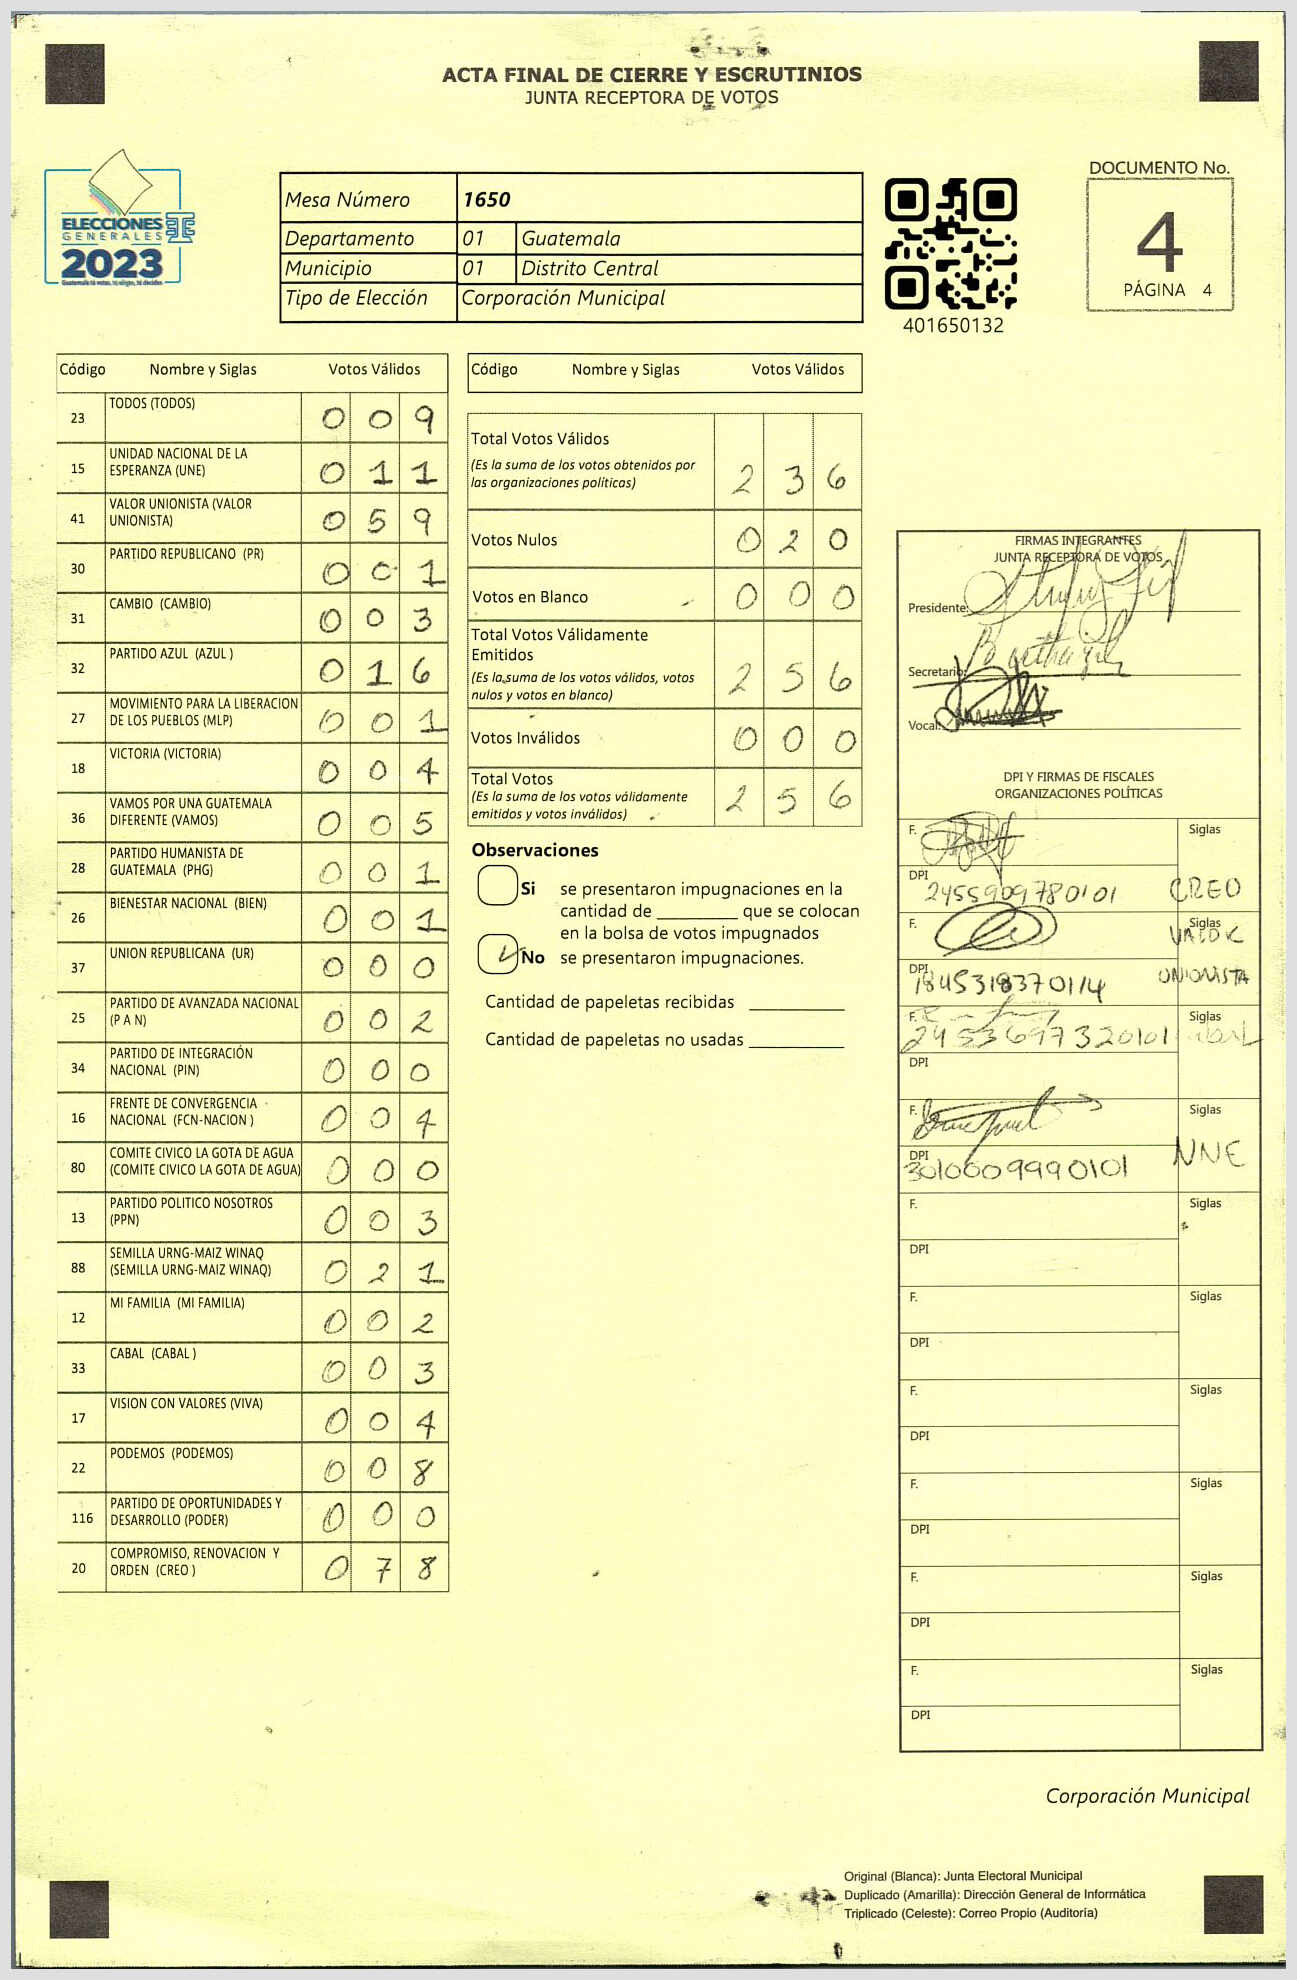 ACTA FINAL DE CIERRE Y ESCRUTINIOS
JUNTA RECEPTORA DE VOTOS
ELECCIONES
GENERALES
2023
Mesa Número 1650
Departamento 01 Guatemala
Municipio 01 Distrito Central
Tipo de Elección Corporación Municipal
401650132
DOCUMENTO No.
4
PÁGINA 4
Código Nombre y Siglas Votos Válidos
23 TODOS (TODOS) 0 0 9
15 UNIDAD NACIONAL DE LA
ESPERANZA (UNE) 0 1 1
41 VALOR UNIONISTA (VALOR
UNIONISTA) 0 5 9
30 PARTIDO REPUBLICANO (PR) 0 0 1
31 CAMBIO (CAMBIO) 0 0 3
32 PARTIDO AZUL (AZUL ) 0 1 6
27 MOVIMIENTO PARA LA LIBERACION
DE LOS PUEBLOS (MLP) 0 0 1
18 VICTORIA (VICTORIA) 0 0 4
36 VAMOS POR UNA GUATEMALA
DIFERENTE (VAMOS) 0 0 5
28 PARTIDO HUMANISTA DE
GUATEMALA (PHG) 0 0 1
26 BIENESTAR NACIONAL (BIEN) 0 0 1
37 UNION REPUBLICANA (UR) 0 0 0
25 PARTIDO DE AVANZADA NACIONAL
(P A N) 0 0 2
34 PARTIDO DE INTEGRACIÓN
NACIONAL (PIN) 0 0 0
16 FRENTE DE CONVERGENCIA
NACIONAL (FCN-NACION ) 0 0 4
80 COMITE CIVICO LA GOTA DE AGUA
(COMITE CIVICO LA GOTA DE AGUA) 0 0 0
13 PARTIDO POLITICO NOSOTROS
(PPN) 0 0 3
88 SEMILLA URNG-MAIZ WINAQ
(SEMILLA URNG-MAIZ WINAQ) 0 2 1
12 MI FAMILIA (MI FAMILIA) 0 0 2
33 CABAL (CABAL ) 0 0 3
17 VISION CON VALORES (VIVA) 0 0 4
22 PODEMOS (PODEMOS) 0 0 8
116 PARTIDO DE OPORTUNIDADES Y
DESARROLLO (PODER) 0 0 0
20 COMPROMISO, RENOVACION Y
ORDEN (CREO ) 0 7 8
Código Nombre y Siglas Votos Válidos
Total Votos Válidos
(Es la suma de los votos obtenidos por
las organizaciones políticas) 2 3 6
Votos Nulos 0 2 0
Votos en Blanco 0 0 0
Total Votos Válidamente
Emitidos
(Es la suma de los votos válidos, votos
nulos y votos en blanco) 2 5 6
Votos Inválidos 0 0 0
Total Votos
(Es la suma de los votos válidamente
emitidos y votos inválidos) 2 5 6
Observaciones
Si se presentaron impugnaciones en la
cantidad de ________ que se colocan
en la bolsa de votos impugnados
No se presentaron impugnaciones.
Cantidad de papeletas recibidas
Cantidad de papeletas no usadas
FIRMAS INTEGRANTES
JUNTA RECEPTORA DE VOTOS
Presidente:
Secretario:
Vocal:
DPI Y FIRMAS DE FISCALES
ORGANIZACIONES POLÍTICAS
F. Siglas
DPI
2455909780101 CREO
F. Siglas
VALOR
DPI
1845318370114 UNIONISTA
F. Siglas
2453697320101
DPI
F. Siglas
DPI
3010009990101 NNE
F. Siglas
DPI
F. Siglas
DPI
F. Siglas
DPI
F. Siglas
DPI
F. Siglas
DPI
F. Siglas
DPI
Corporación Municipal
Original (Blanca): Junta Electoral Municipal
Duplicado (Amarilla): Dirección General de Informática
Triplicado (Celeste): Correo Propio (Auditoría)